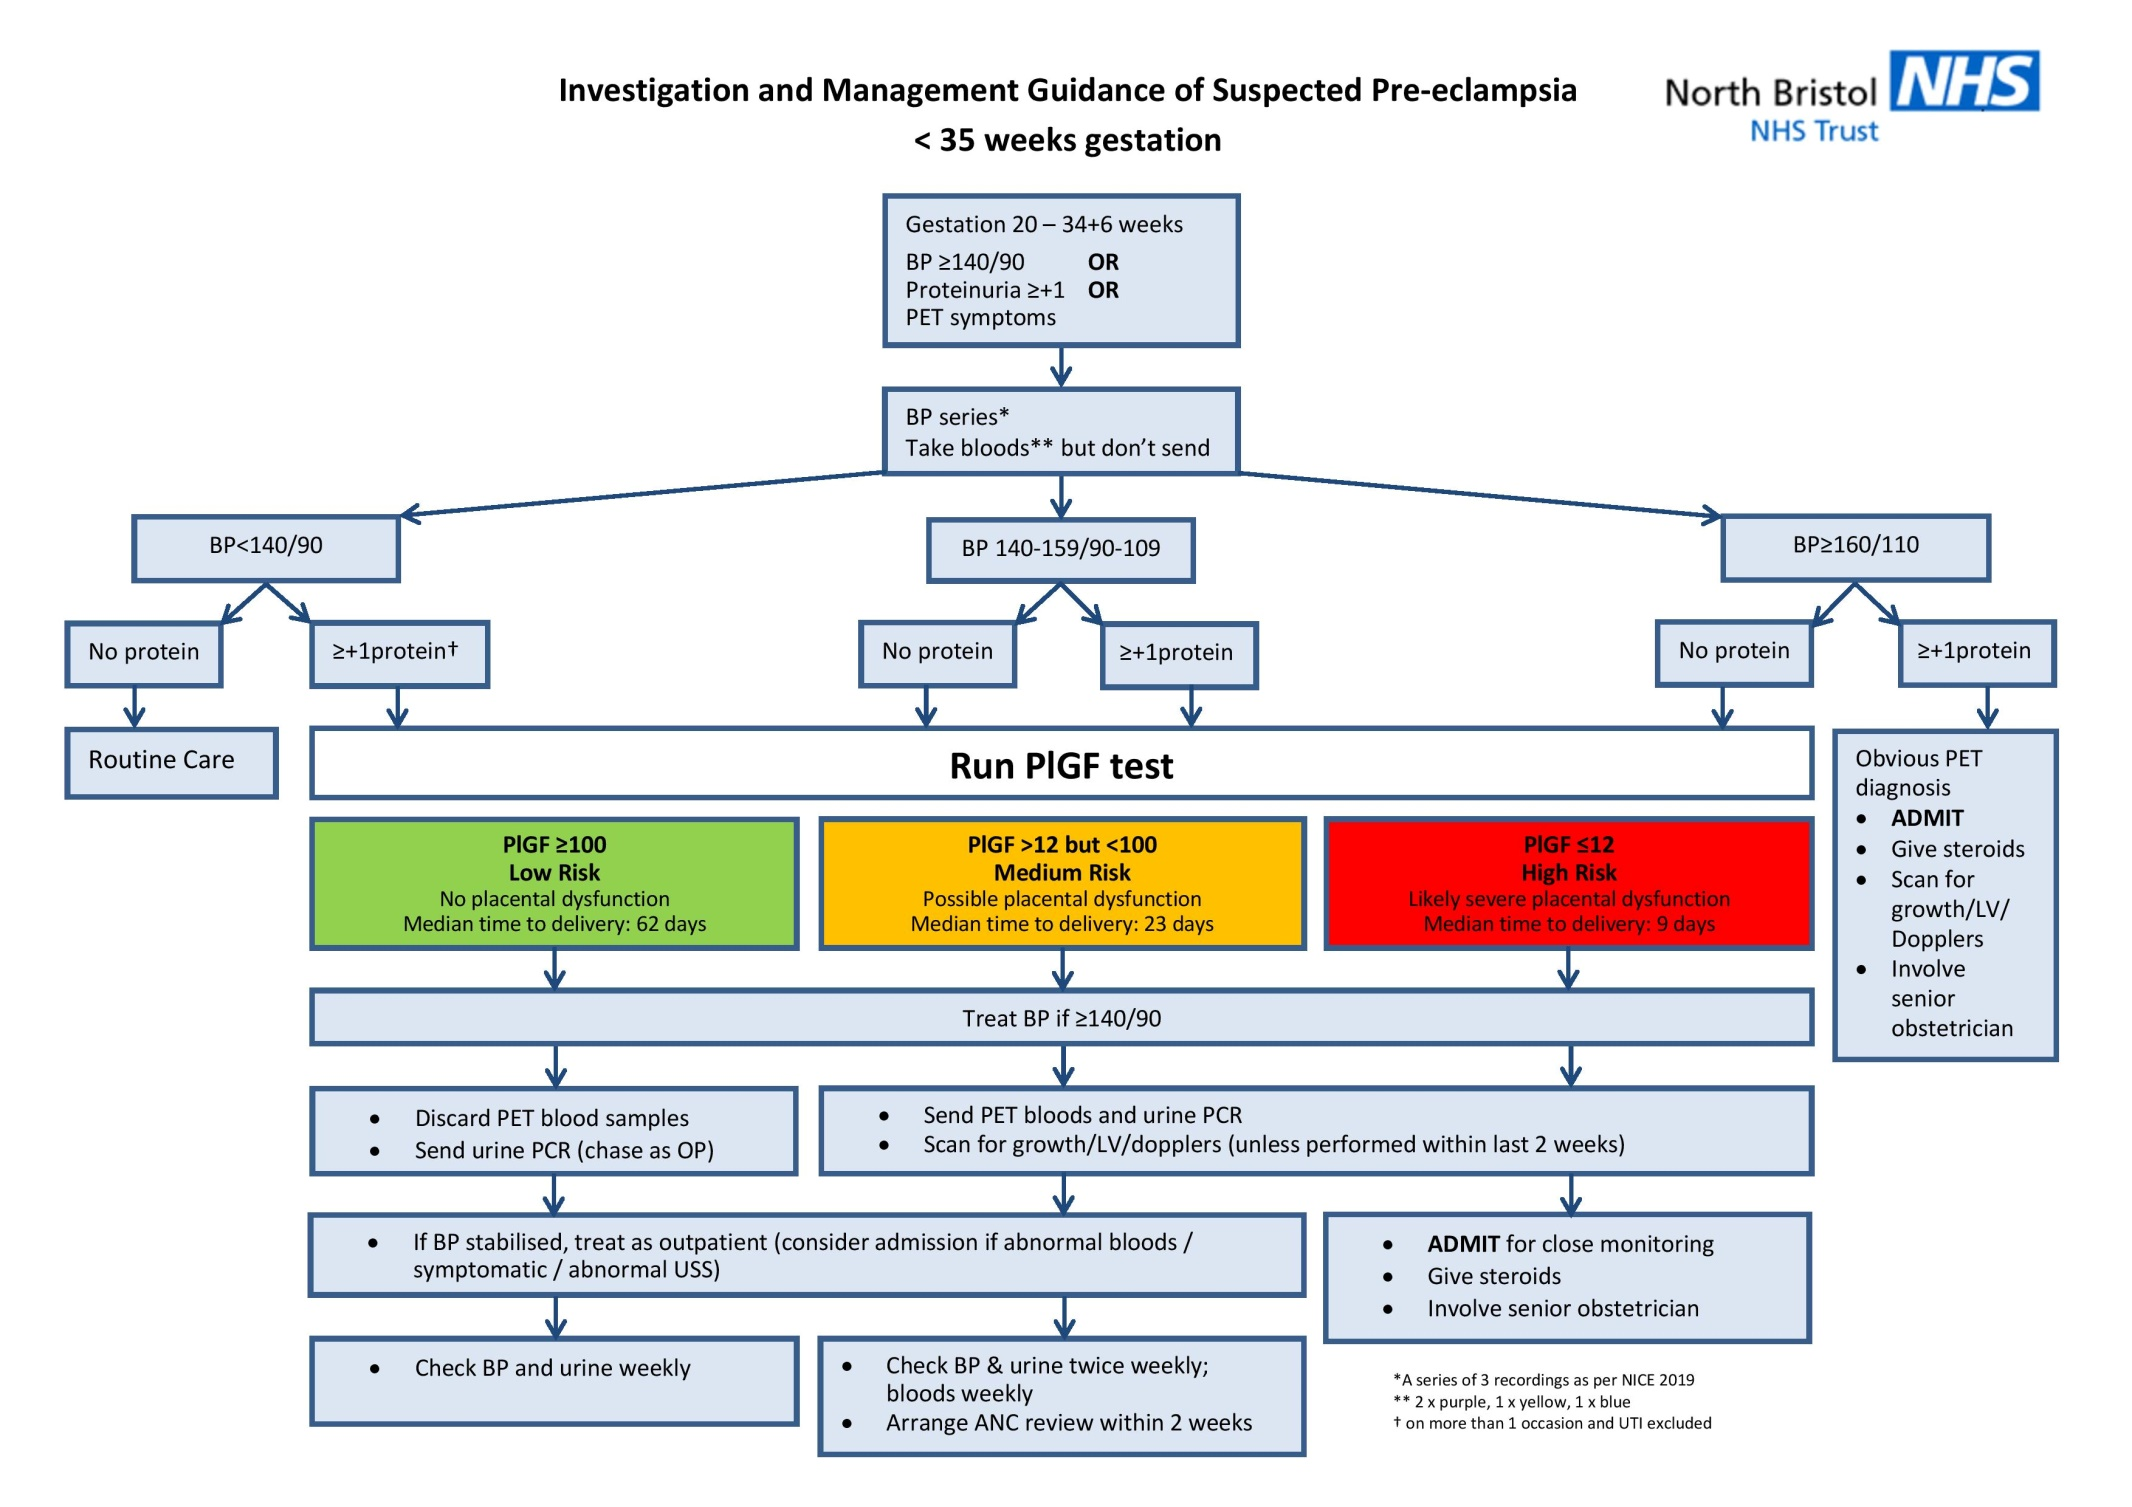 Investigation and Management Guidance of Suspected Pre-eclampsia
< 35 weeks gestation
North Bristol NHS
NHS Trust
Gestation 20 – 34+6 weeks
BP ≥140/90 OR
Proteinuria ≥+1 OR
PET symptoms
BP series*
Take bloods** but don't send
BP<140/90
BP 140-159/90-109
BP≥160/110
No protein
≥+1protein†
No protein
≥+1protein
No protein
≥+1protein
Routine Care
Run PlGF test
Obvious PET
diagnosis
• ADMIT
• Give steroids
• Scan for
growth/LV/
Dopplers
• Involve
senior
obstetrician
PlGF ≥100
Low Risk
No placental dysfunction
Median time to delivery: 62 days
PlGF >12 but <100
Medium Risk
Possible placental dysfunction
Median time to delivery: 23 days
PlGF ≤12
High Risk
Likely severe placental dysfunction
Median time to delivery: 9 days
Treat BP if ≥140/90
• Discard PET blood samples
• Send urine PCR (chase as OP)
• Send PET bloods and urine PCR
• Scan for growth/LV/dopplers (unless performed within last 2 weeks)
• If BP stabilised, treat as outpatient (consider admission if abnormal bloods /
symptomatic / abnormal USS)
• ADMIT for close monitoring
• Give steroids
• Involve senior obstetrician
• Check BP and urine weekly
• Check BP & urine twice weekly;
bloods weekly
• Arrange ANC review within 2 weeks
*A series of 3 recordings as per NICE 2019
** 2 x purple, 1 x yellow, 1 x blue
† on more than 1 occasion and UTI excluded